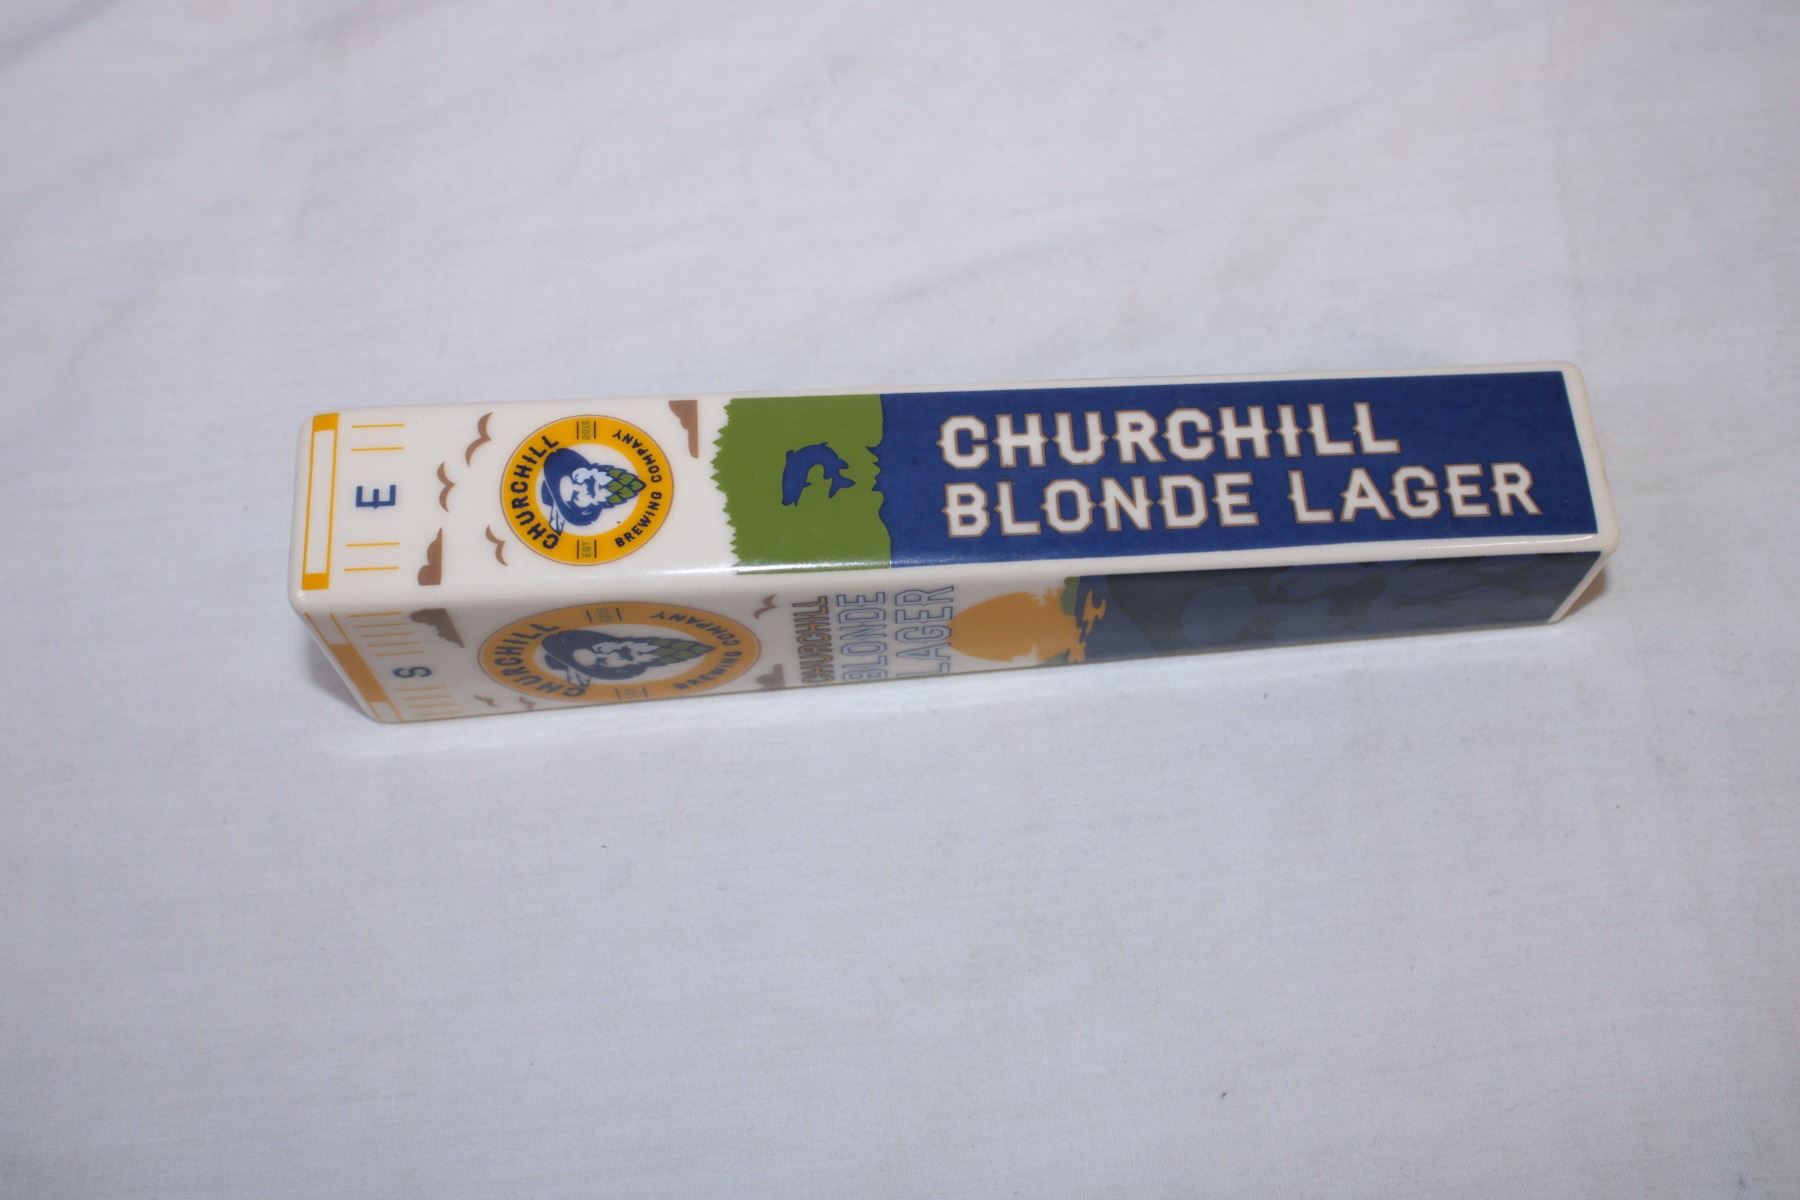 E
CHURCHILL
BREWING COMPANY
EST
2015
CHURCHILL
BLONDE LAGER
S
CHURCHILL
BREWING COMPANY
EST
2015
CHURCHILL
BLONDE
LAGER